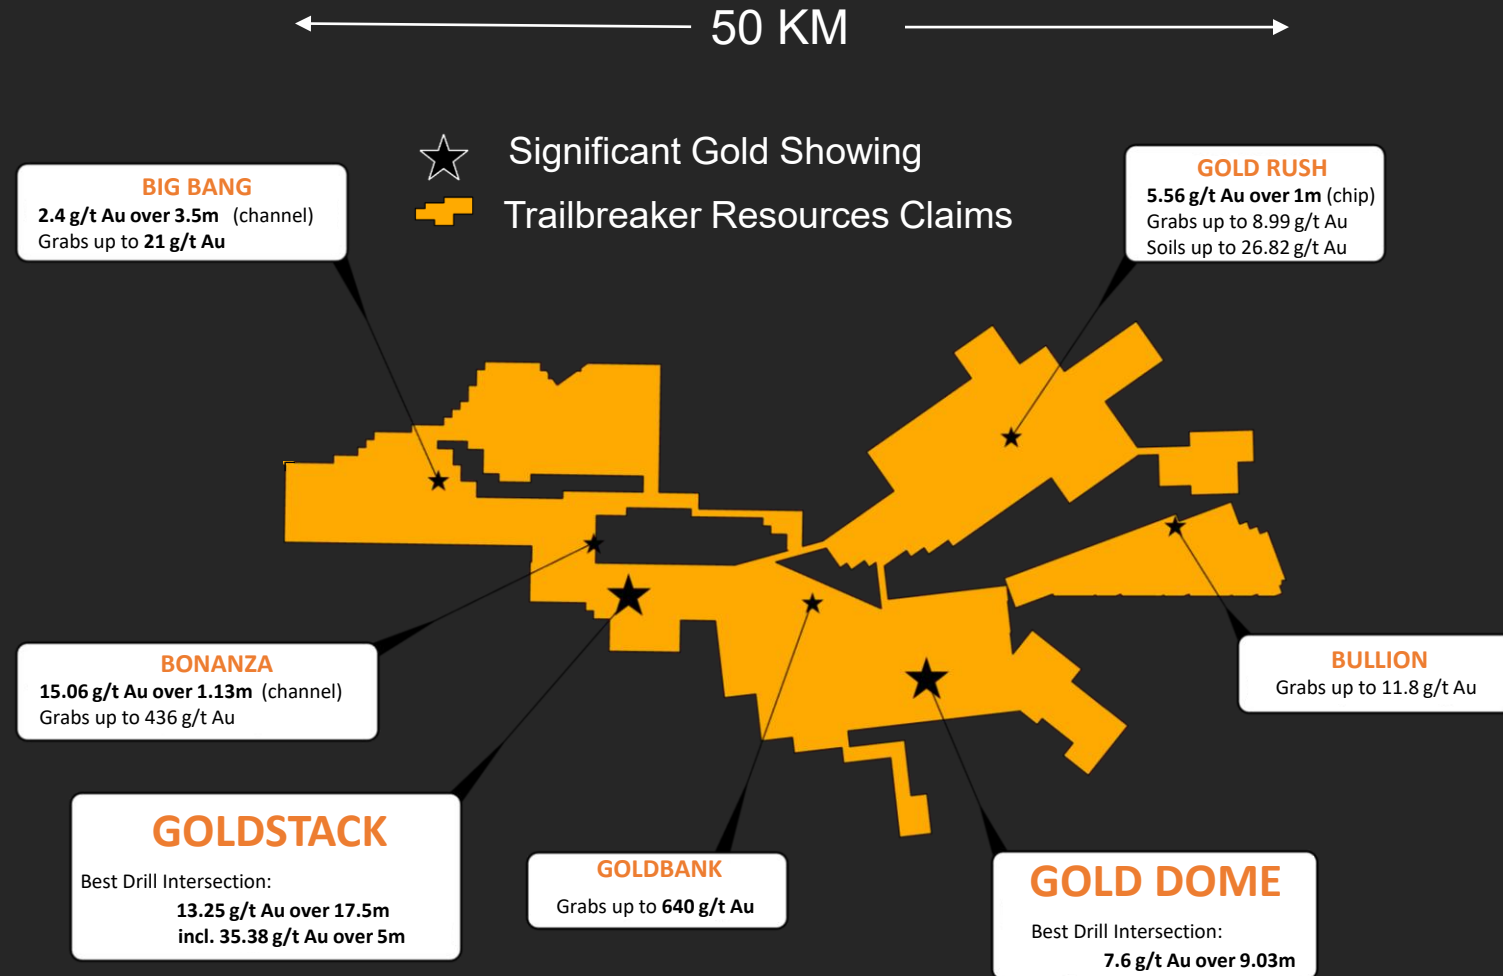 50 KM
Significant Gold Showing
Trailbreaker Resources Claims
BIG BANG
2.4 g/t Au over 3.5m (channel)
Grabs up to 21 g/t Au
GOLD RUSH
5.56 g/t Au over 1m (chip)
Grabs up to 8.99 g/t Au
Soils up to 26.82 g/t Au
BONANZA
15.06 g/t Au over 1.13m (channel)
Grabs up to 436 g/t Au
BULLION
Grabs up to 11.8 g/t Au
GOLDSTACK
Best Drill Intersection:
13.25 g/t Au over 17.5m
incl. 35.38 g/t Au over 5m
GOLDBANK
Grabs up to 640 g/t Au
GOLD DOME
Best Drill Intersection:
7.6 g/t Au over 9.03m